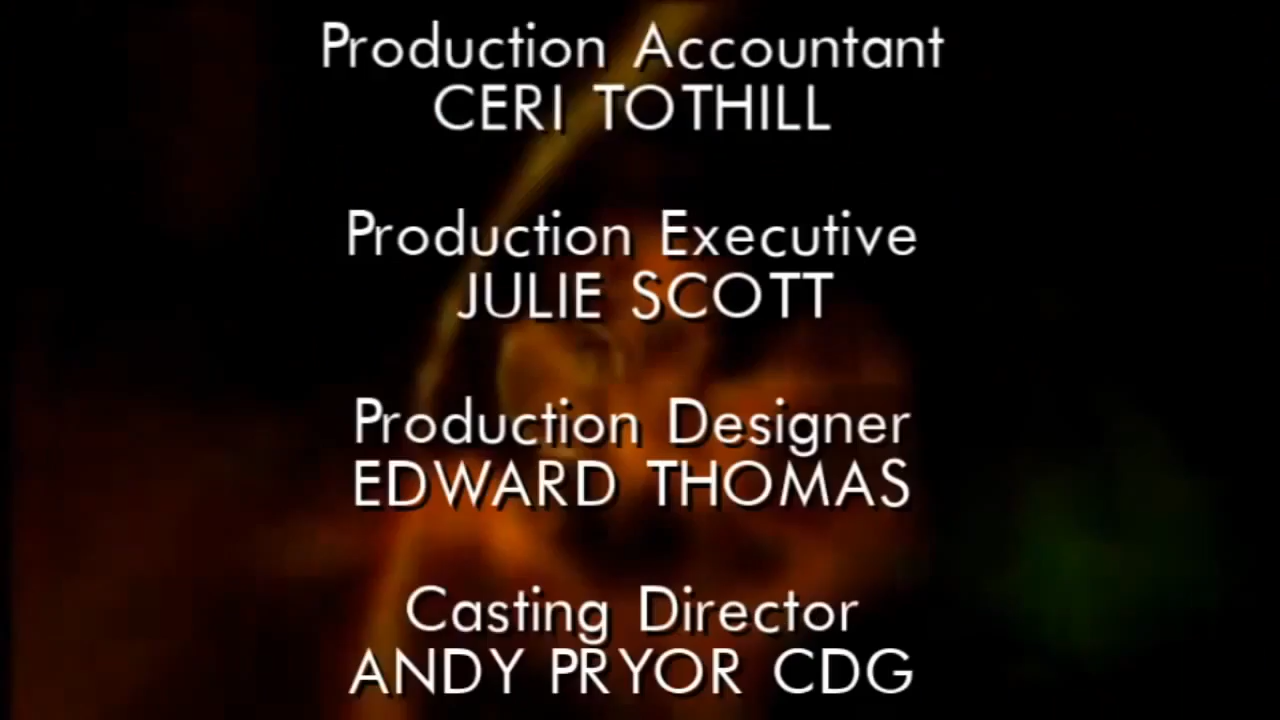 Production Accountant
CERI TOTHILL
Production Executive
JULIE SCOTT
Production Designer
EDWARD THOMAS
Casting Director
ANDY PRYOR CDG